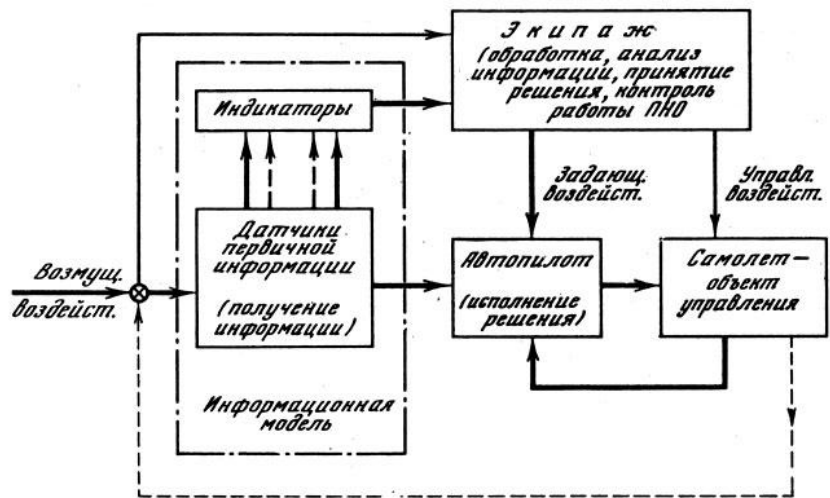 Экипаж
(обработка, анализ
информации, принятие
решения, контроль
работы ПНО
Индикаторы
Задающ.
воздейст.
Управл.
воздейст.
Датчики
первичной
информации
(получение
информации)
Автопилот
(исполнение
решения)
Самолет —
объект
управления
Возмущ.
воздейст.
Информационная
модель